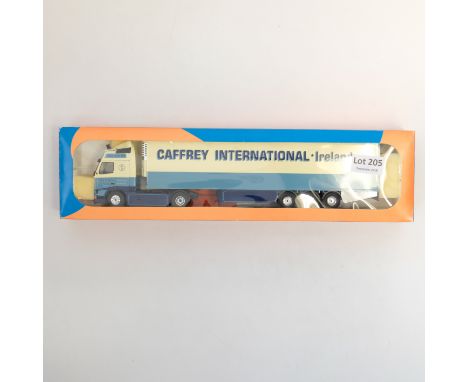 CAFFREY INTERNATIONAL·Ireland
Lot 205